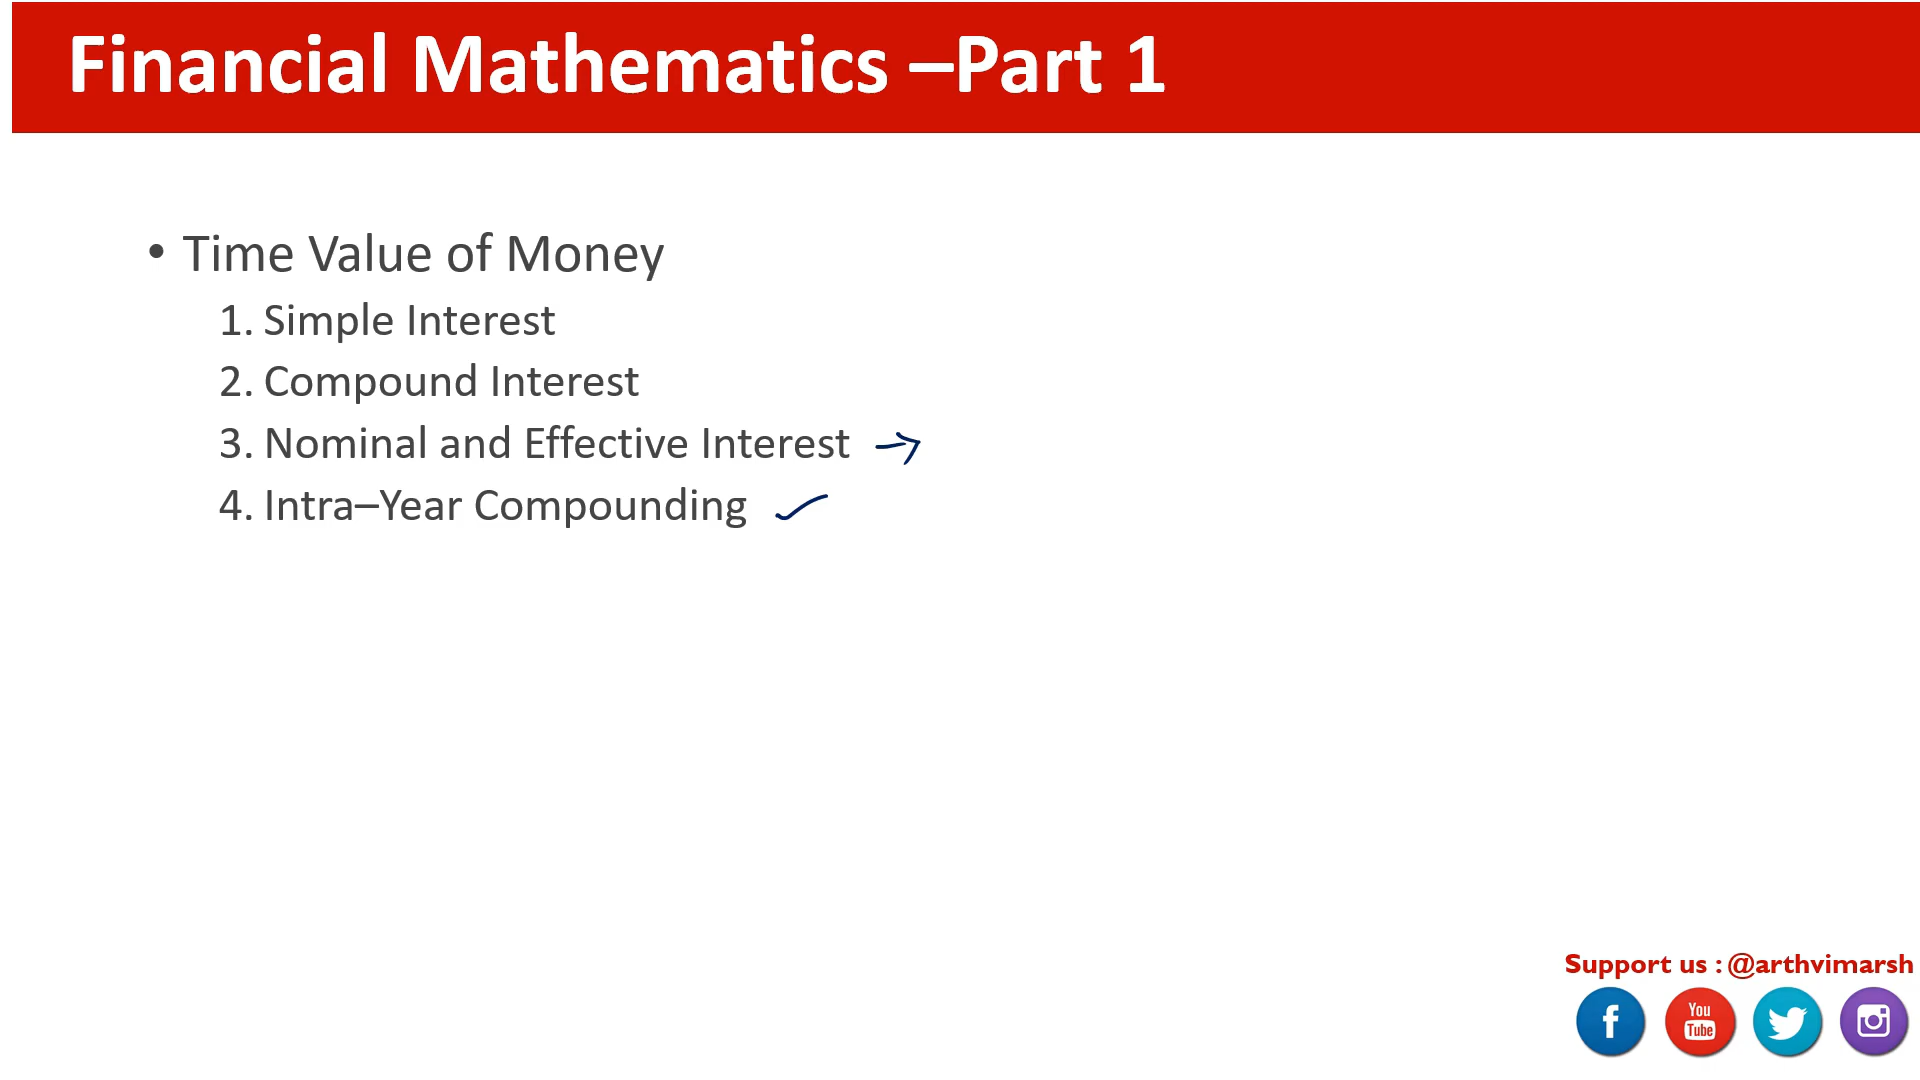 Financial Mathematics –Part 1
• Time Value of Money
1. Simple Interest
2. Compound Interest
3. Nominal and Effective Interest
4. Intra–Year Compounding
Support us : @arthvimarsh
f You Tube